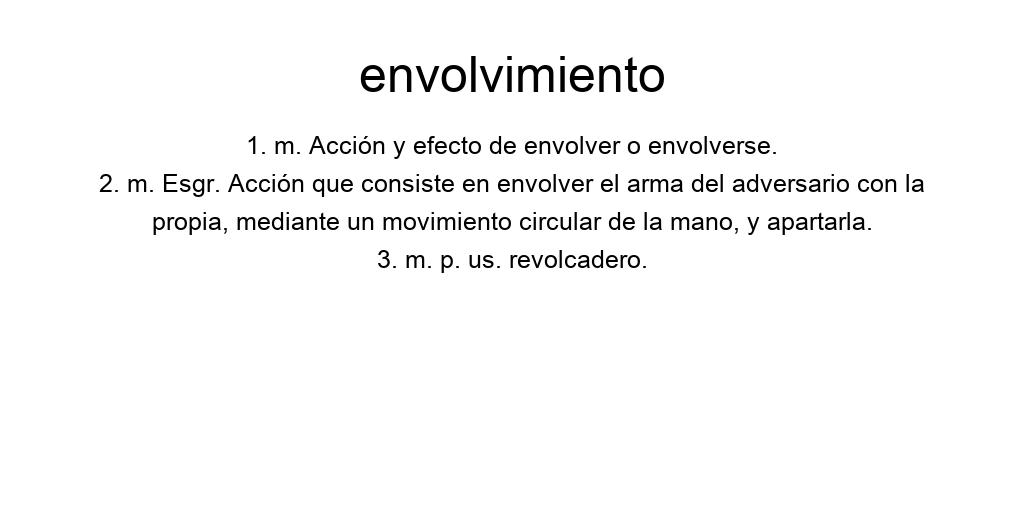 envolvimiento
1. m. Acción y efecto de envolver o envolverse.
2. m. Esgr. Acción que consiste en envolver el arma del adversario con la
propia, mediante un movimiento circular de la mano, y apartarla.
3. m. p. us. revolcadero.